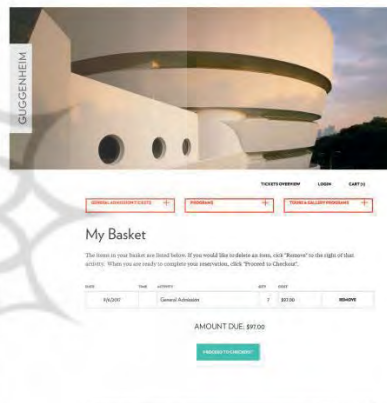 GUGGENHEIM
TICKETS OVERVIEW LOGIN CART (1)
GENERAL ADMISSION TICKETS + PROGRAMS + TOURS & GALLERY PROGRAMS +
My Basket
The items in your basket are listed below. If you would like to delete an item, click "Remove" to the right of that
activity. When you are ready to complete your reservation, click "Proceed to Checkout".
DATE TIME ACTIVITY QTY COST
General Admission 7 $97.00 REMOVE
AMOUNT DUE: $97.00
PROCEED TO CHECKOUT